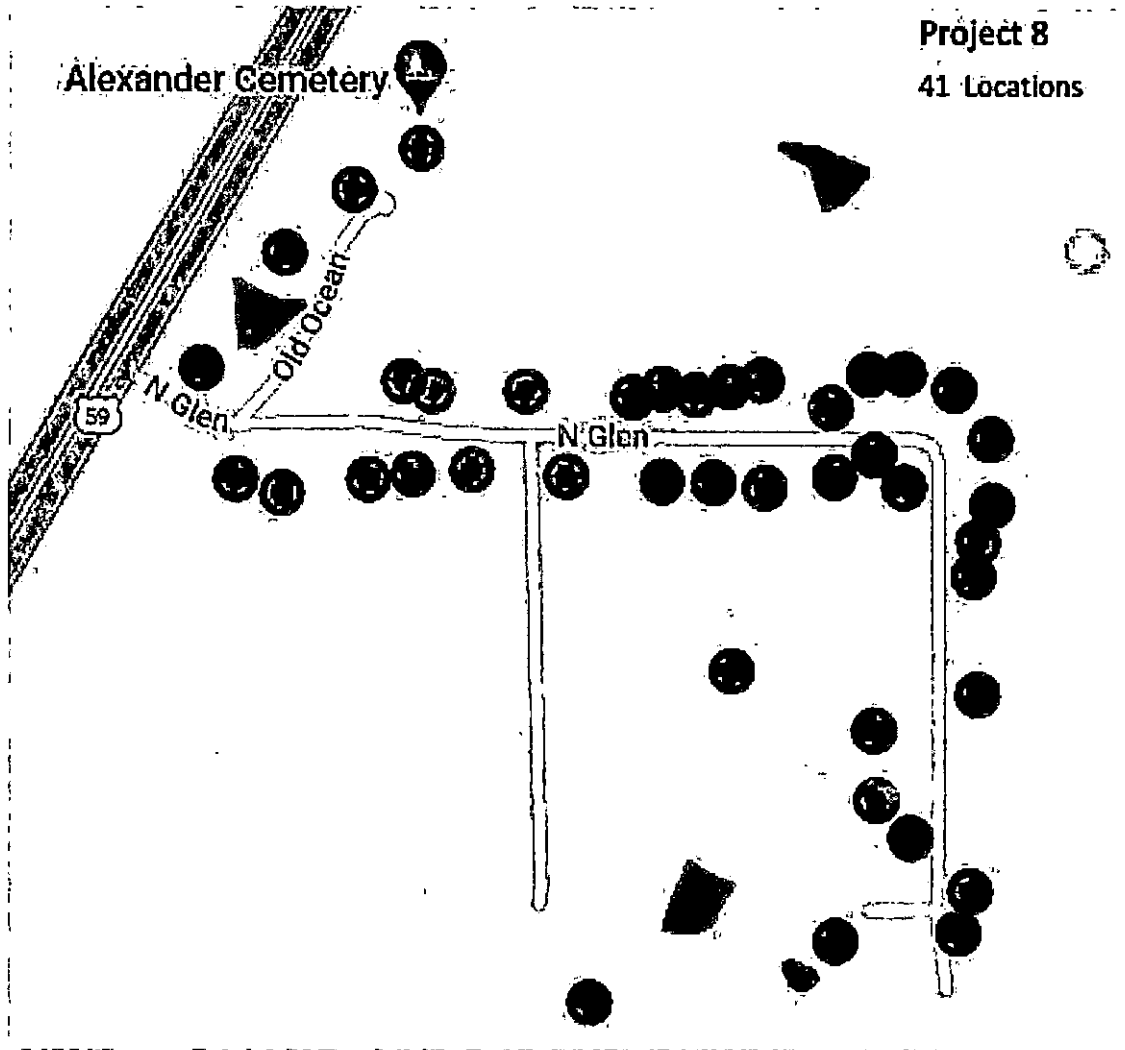 Project 8
Alexander Cemetery
41 Locations
Old Ocean
N Glen
59
N Glen